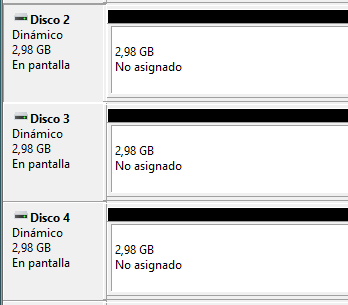 Disco 2
Dinámico
2,98 GB
En pantalla
2,98 GB
No asignado
Disco 3
Dinámico
2,98 GB
En pantalla
2,98 GB
No asignado
Disco 4
Dinámico
2,98 GB
En pantalla
2,98 GB
No asignado